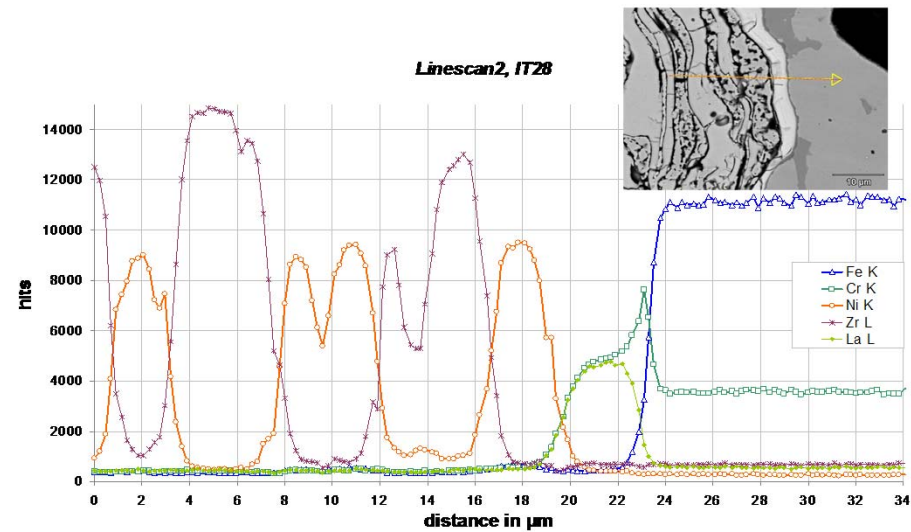 Linescan2, IT28
hits
14000
12000
10000
8000
6000
4000
2000
0
0 2 4 6 8 10 12 14 16 18 20 22 24 26 28 30 32 34
distance in µm
10 µm
Fe K
Cr K
Ni K
Zr L
La L